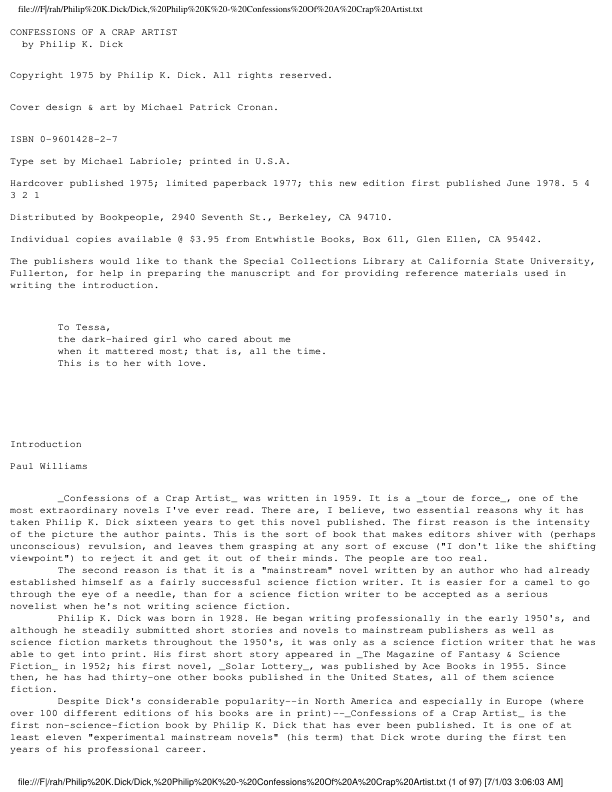 file:///F|/rah/Philip%20K.Dick/Dick,%20Philip%20K%20-%20Confessions%20Of%20A%20Crap%20Artist.txt
CONFESSIONS OF A CRAP ARTIST
by Philip K. Dick
Copyright 1975 by Philip K. Dick. All rights reserved.
Cover design & art by Michael Patrick Cronan.
ISBN 0-9601428-2-7
Type set by Michael Labriole; printed in U.S.A.
Hardcover published 1975; limited paperback 1977; this new edition first published June 1978. 5 4
3 2 1
Distributed by Bookpeople, 2940 Seventh St., Berkeley, CA 94710.
Individual copies available @ $3.95 from Entwhistle Books, Box 611, Glen Ellen, CA 95442.
The publishers would like to thank the Special Collections Library at California State University,
Fullerton, for help in preparing the manuscript and for providing reference materials used in
writing the introduction.
To Tessa,
the dark-haired girl who cared about me
when it mattered most; that is, all the time.
This is to her with love.
Introduction
Paul Williams
_Confessions of a Crap Artist_ was written in 1959. It is a _tour de force_, one of the
most extraordinary novels I've ever read. There are, I believe, two essential reasons why it has
taken Philip K. Dick sixteen years to get this novel published. The first reason is the intensity
of the picture the author paints. This is the sort of book that makes editors shiver with (perhaps
unconscious) revulsion, and leaves them grasping at any sort of excuse ("I don't like the shifting
viewpoint") to reject it and get it out of their minds. The people are too real.
The second reason is that it is a "mainstream" novel written by an author who had already
established himself as a fairly successful science fiction writer. It is easier for a camel to go
through the eye of a needle, than for a science fiction writer to be accepted as a serious
novelist when he's not writing science fiction.
Philip K. Dick was born in 1928. He began writing professionally in the early 1950's, and
although he steadily submitted short stories and novels to mainstream publishers as well as
science fiction markets throughout the 1950's, it was only as science fiction writer that he was
able to get into print. His first short story appeared in _The Magazine of Fantasy & Science
Fiction_ in 1952; his first novel, _Solar Lottery_, was published by Ace Books in 1955. Since
then, he has had thirty-one other books published in the United States, all of them science
fiction.
Despite Dick's considerable popularity--in North America and especially in Europe (where
over 100 different editions of his books are in print)--_Confessions of a Crap Artist_ is the
first non-science-fiction book by Philip K. Dick that has ever been published. It is one of at
least eleven "experimental mainstream novels" (his term) that Dick wrote during the first ten
years of his professional career.
file:///F|/rah/Philip%20K.Dick/Dick,%20Philip%20K%20-%20Confessions%20Of%20A%20Crap%20Artist.txt (1 of 97) [7/1/03 3:06:03 AM]